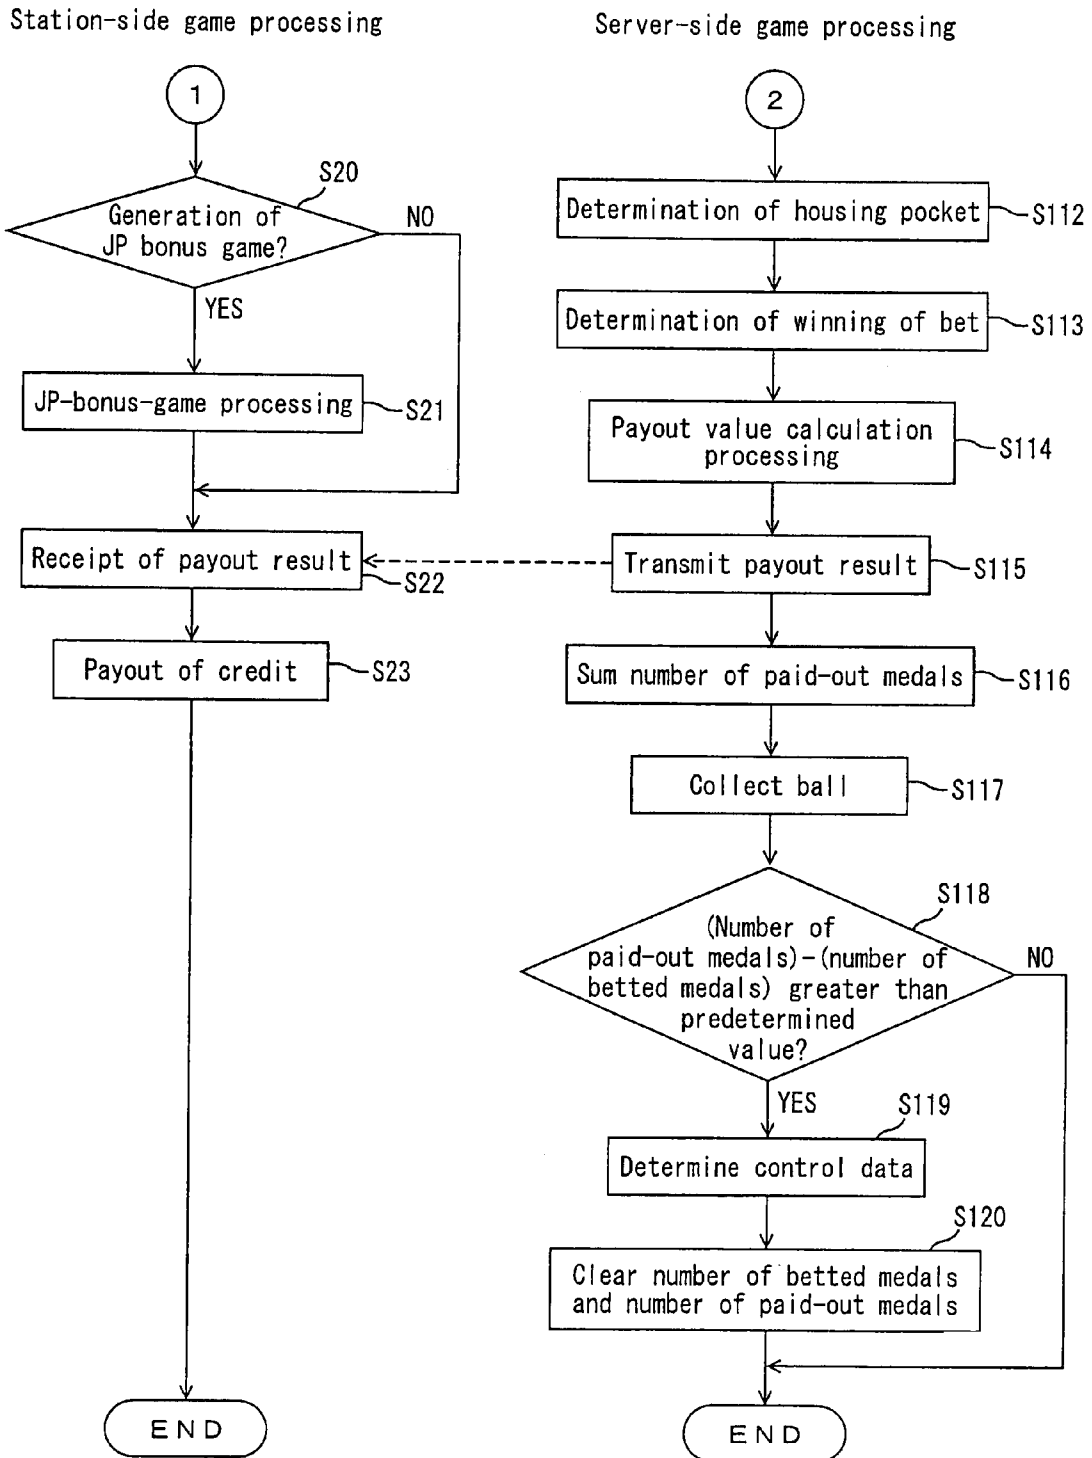 Station-side game processing
1
S20
Generation of
JP bonus game?
NO
YES
JP-bonus-game processing
S21
Receipt of payout result
S22
Payout of credit
S23
END
Server-side game processing
2
Determination of housing pocket
S112
Determination of winning of bet
S113
Payout value calculation
processing
S114
Transmit payout result
S115
Sum number of paid-out medals
S116
Collect ball
S117
S118
(Number of
paid-out medals)-(number of
betted medals) greater than
predetermined
value?
NO
YES
S119
Determine control data
S120
Clear number of betted medals
and number of paid-out medals
END